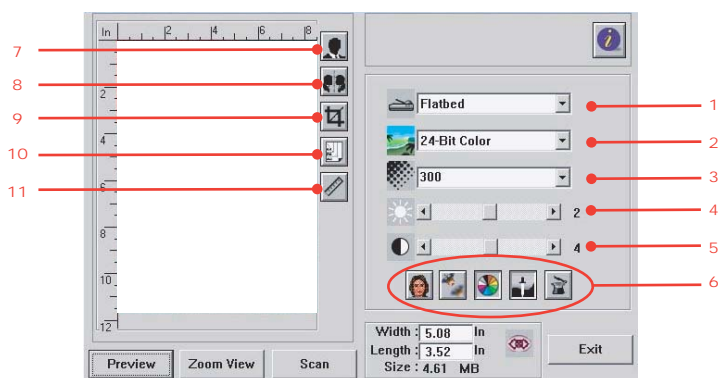 In 2 4 6 8
2
4
6
8
10
12
7
8
9
10
11
i
Flatbed
24-Bit Color
300
2
4
1
2
3
4
5
6
Width : 5.08 In
Length : 3.52 In
Size : 4.61 MB
Preview Zoom View Scan Exit